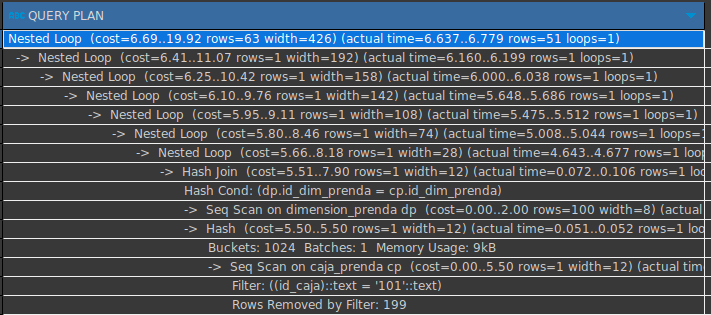 ABC QUERY PLAN
Nested Loop  (cost=6.69..19.92 rows=63 width=426) (actual time=6.637..6.779 rows=51 loops=1)
->  Nested Loop  (cost=6.41..11.07 rows=1 width=192) (actual time=6.160..6.199 rows=1 loops=1)
->  Nested Loop  (cost=6.25..10.42 rows=1 width=158) (actual time=6.000..6.038 rows=1 loops=1)
->  Nested Loop  (cost=6.10..9.76 rows=1 width=142) (actual time=5.648..5.686 rows=1 loops=1)
->  Nested Loop  (cost=5.95..9.11 rows=1 width=108) (actual time=5.475..5.512 rows=1 loops=1)
->  Nested Loop  (cost=5.80..8.46 rows=1 width=74) (actual time=5.008..5.044 rows=1 loops=1
->  Nested Loop  (cost=5.66..8.18 rows=1 width=28) (actual time=4.643..4.677 rows=1 loop
->  Hash Join  (cost=5.51..7.90 rows=1 width=12) (actual time=0.072..0.106 rows=1 loo
Hash Cond: (dp.id_dim_prenda = cp.id_dim_prenda)
->  Seq Scan on dimension_prenda dp  (cost=0.00..2.00 rows=100 width=8) (actual
->  Hash  (cost=5.50..5.50 rows=1 width=12) (actual time=0.051..0.052 rows=1 loo
Buckets: 1024  Batches: 1  Memory Usage: 9kB
->  Seq Scan on caja_prenda cp  (cost=0.00..5.50 rows=1 width=12) (actual tim
Filter: ((id_caja)::text = '101'::text)
Rows Removed by Filter: 199